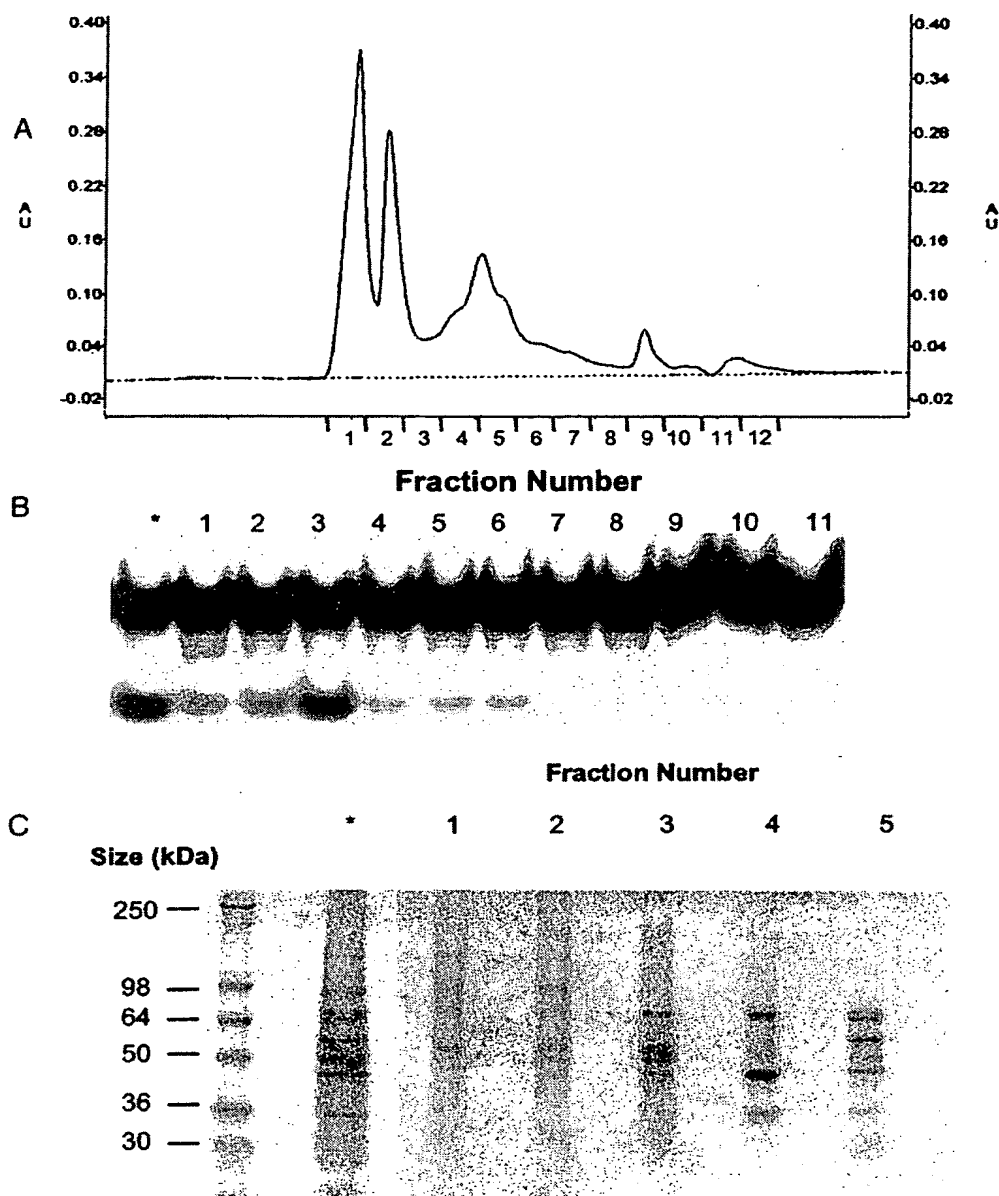 0.40 0.40
0.34 0.34
A
0.28 0.28
0.22 0.22
AU AU
0.16 0.16
0.10 0.10
0.04 0.04
-0.02 -0.02
1 2 3 4 5 6 7 8 9 10 11 12
Fraction Number
B
* 1 2 3 4 5 6 7 8 9 10 11
Fraction Number
C
* 1 2 3 4 5
Size (kDa)
250
98
64
50
36
30